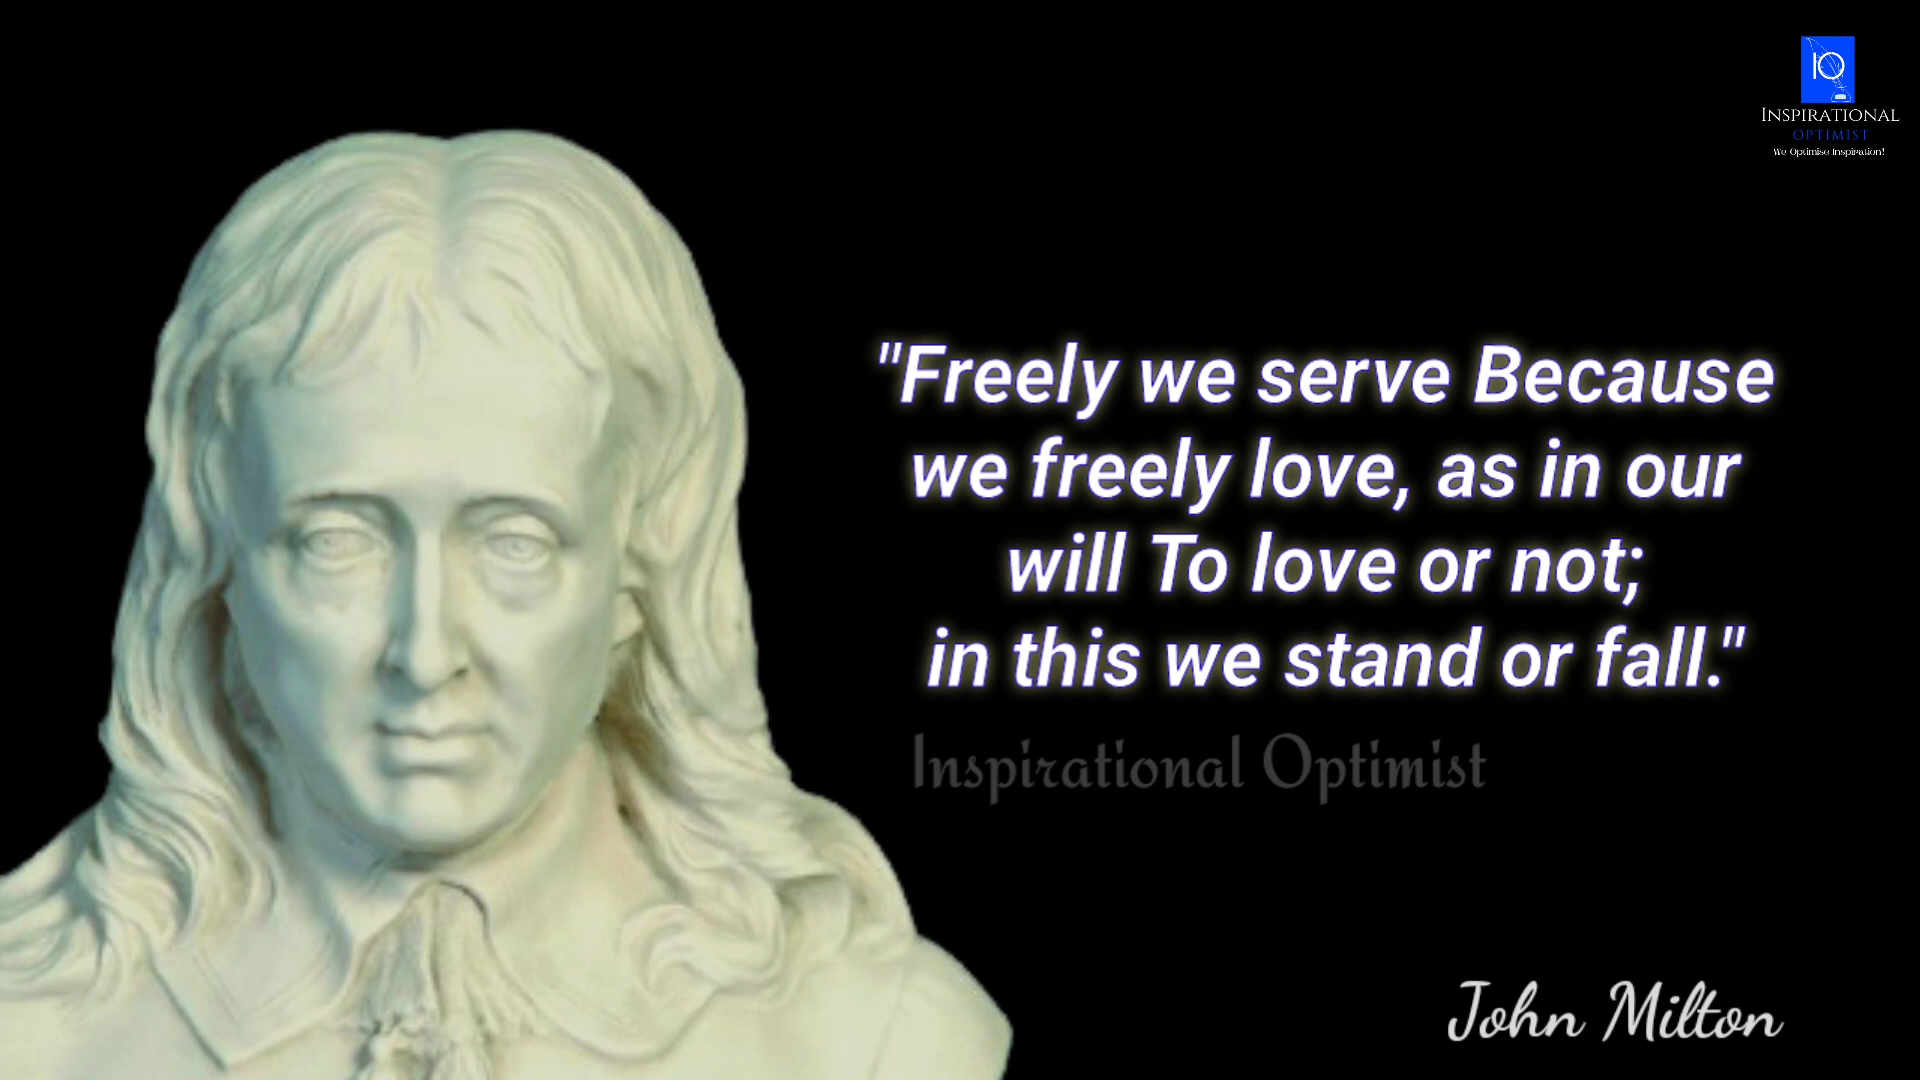 IO
INSPIRATIONAL
OPTIMIST
We Optimise Inspiration!
"Freely we serve Because
we freely love, as in our
will To love or not;
in this we stand or fall."
Inspirational Optimist
John Milton